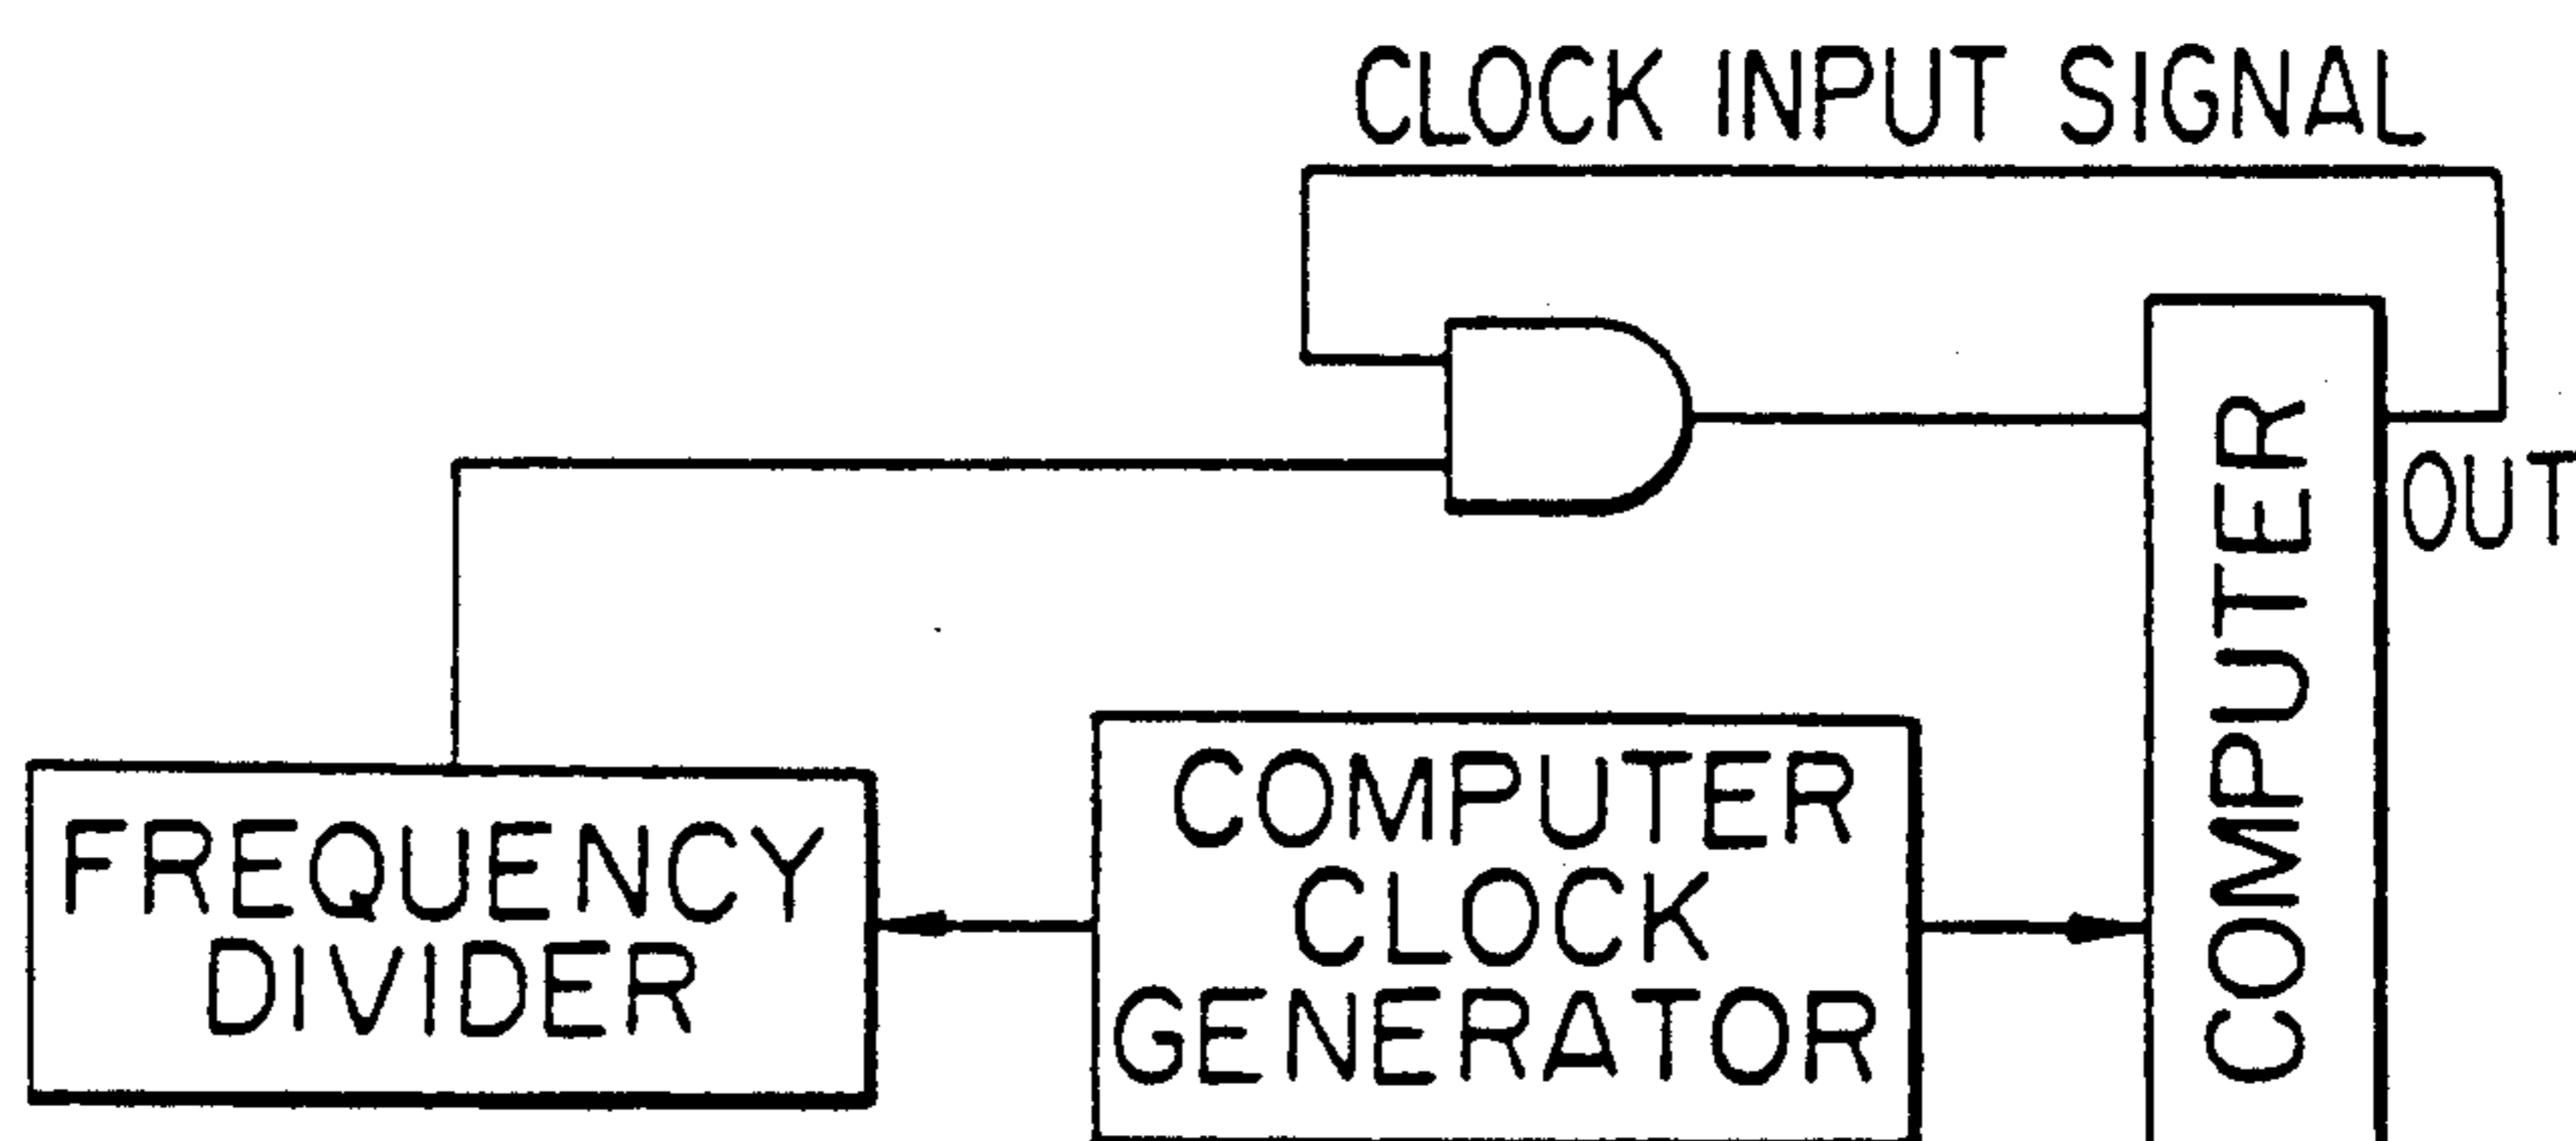 CLOCK INPUT SIGNAL
OUT
COMPUTER
FREQUENCY
DIVIDER
COMPUTER
CLOCK
GENERATOR